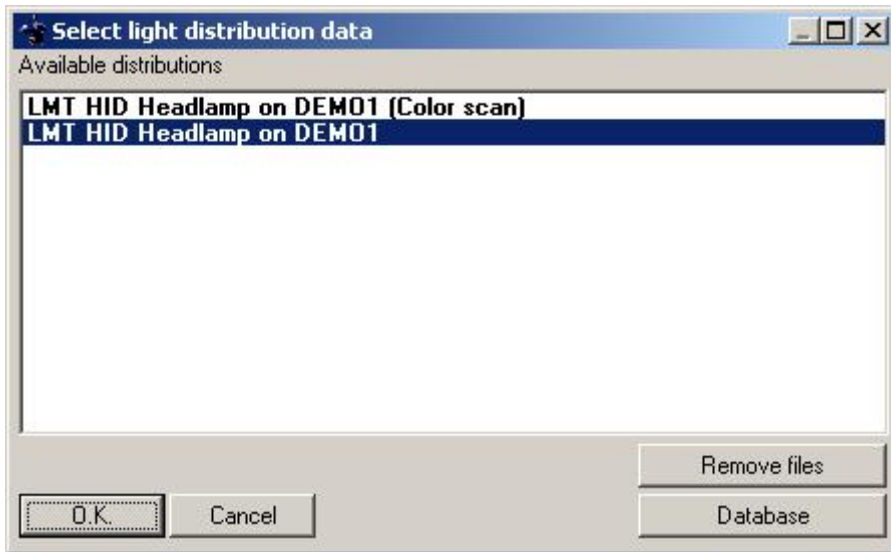 Select light distribution data
Available distributions
LMT HID Headlamp on DEMO1 (Color scan)
LMT HID Headlamp on DEMO1
Remove files
O.K. Cancel Database